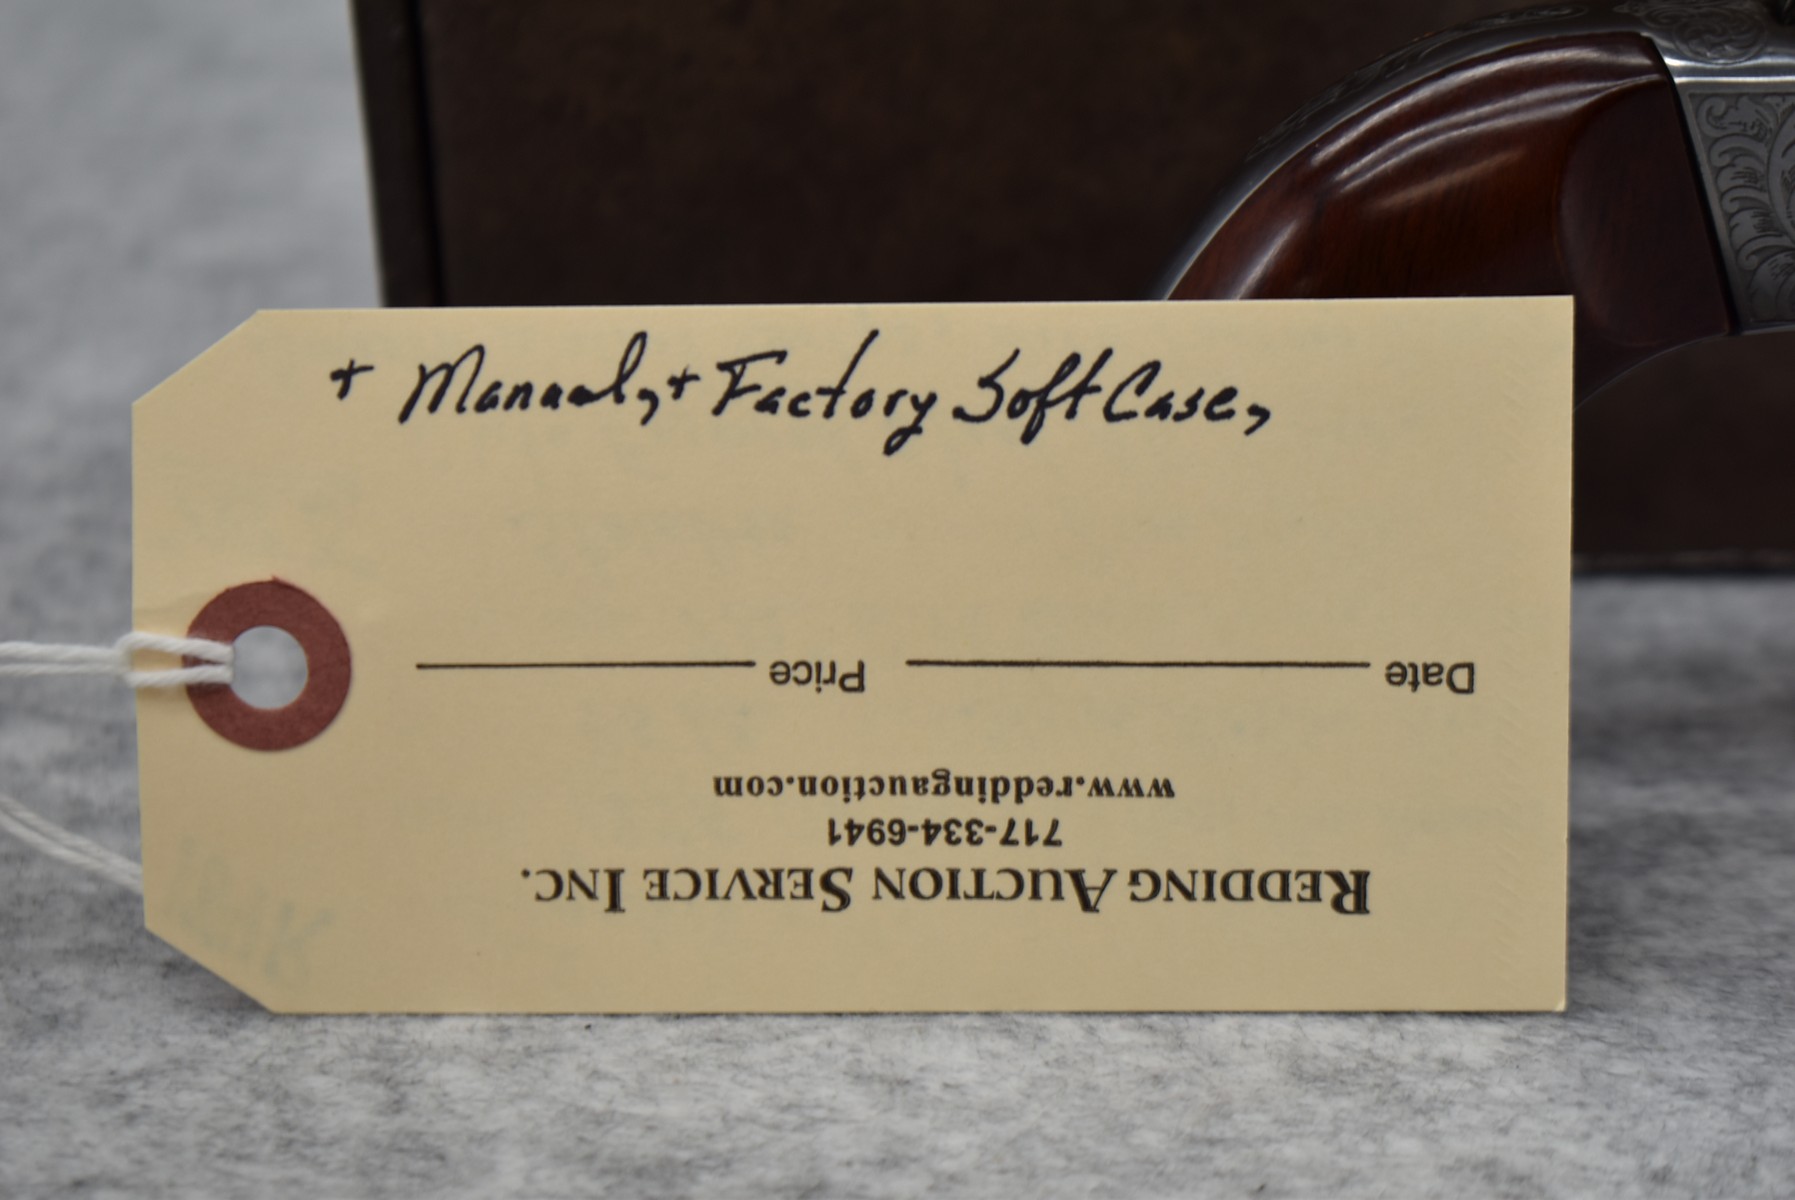 + Manual, + Factory Soft Case,
REDDING AUCTION SERVICE INC.
717-334-6941
www.reddingauction.com
Date Price